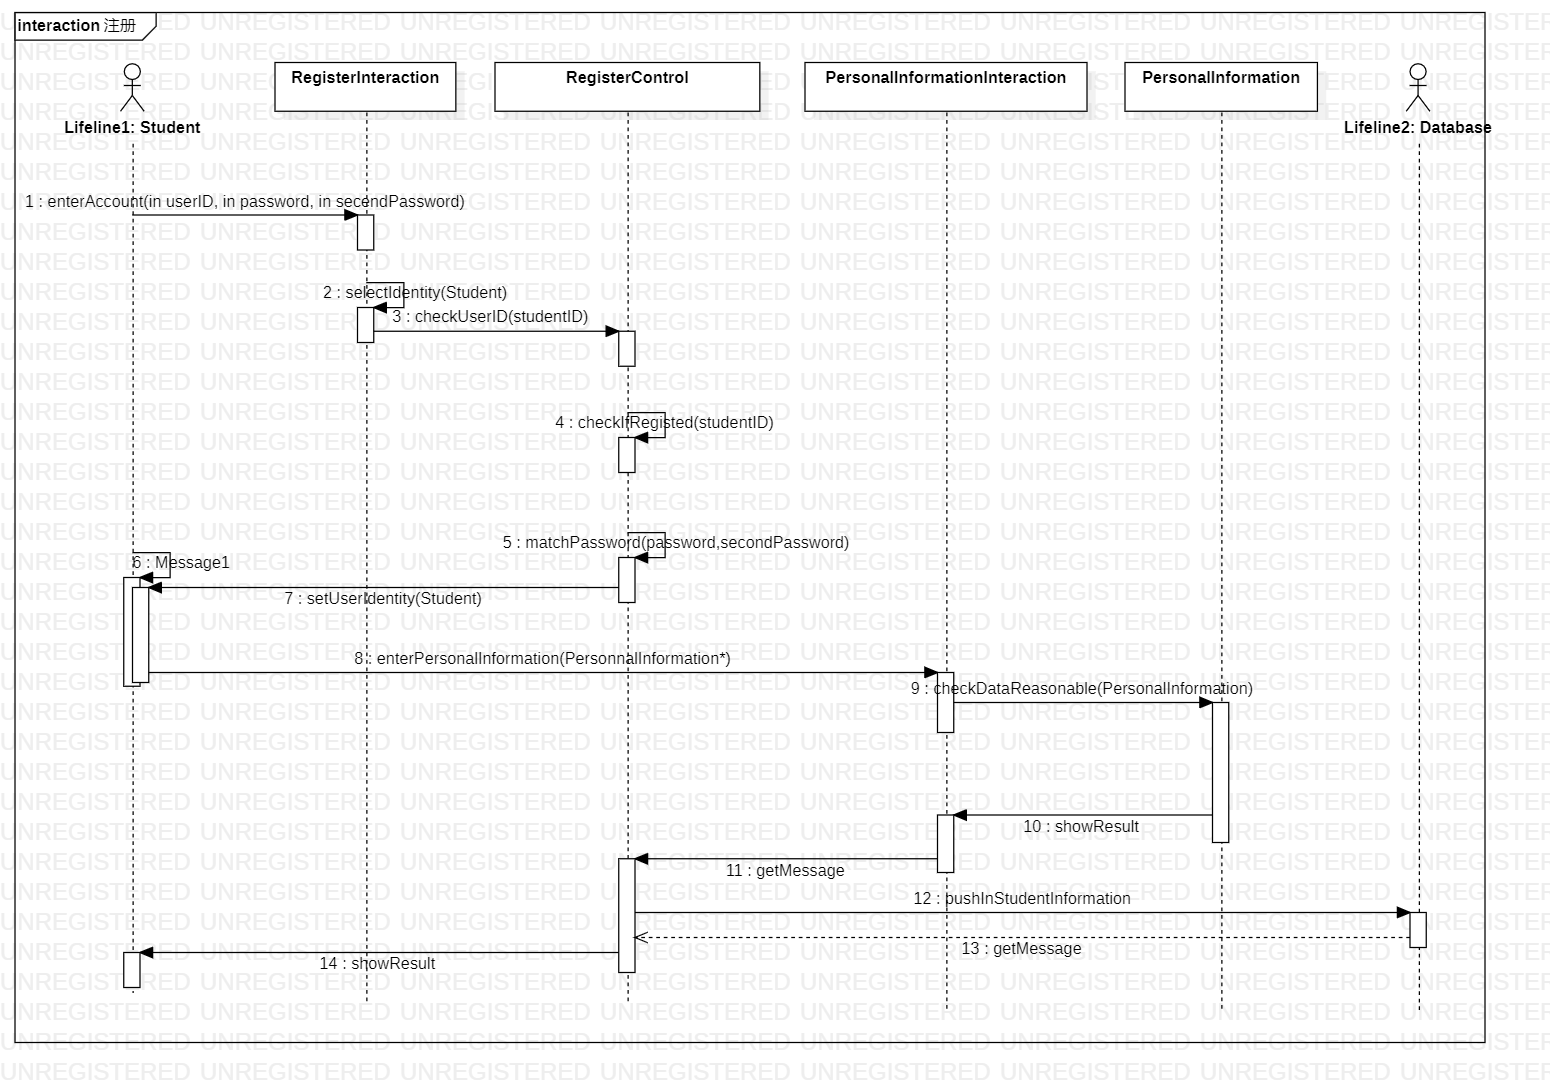 interaction 注册
RegisterInteraction
RegisterControl
PersonalInformationInteraction
PersonalInformation
Lifeline1: Student
Lifeline2: Database
1 : enterAccount(in userID, in password, in secendPassword)
2 : selectIdentity(Student)
3 : checkUserID(studentID)
4 : checkIfRegisted(studentID)
5 : matchPassword(password,secondPassword)
6 : Message1
7 : setUserIdentity(Student)
8 : enterPersonalInformation(PersonnalInformation*)
9 : checkDataReasonable(PersonalInformation)
10 : showResult
11 : getMessage
12 : pushInStudentInformation
13 : getMessage
14 : showResult
UNREGISTERED